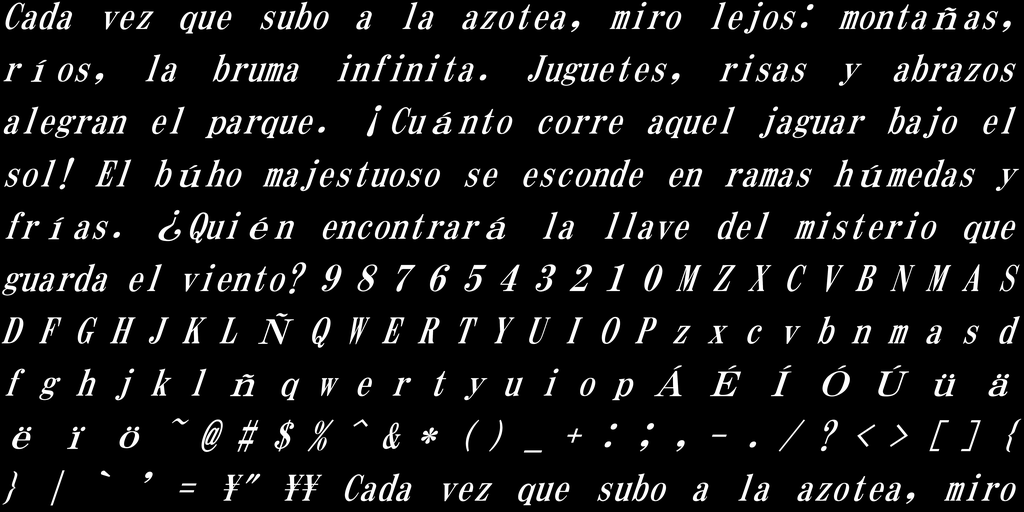 Cada vez que subo a la azotea, miro lejos: montañas,
ríos, la bruma infinita. Juguetes, risas y abrazos
alegran el parque. ¡Cuánto corre aquel jaguar bajo el
sol! El búho majestuoso se esconde en ramas húmedas y
frías. ¿Quién encontrará la llave del misterio que
guarda el viento? 9 8 7 6 5 4 3 2 1 0 M Z X C V B N M A S
D F G H J K L Ñ Q W E R T Y U I O P z x c v b n m a s d
f g h j k l ñ q w e r t y u i o p Á É Í Ó Ú ü ä
ë ï ö ~ @ # $ % ^ & * ( ) _ + : ; , - . / ? < > [ ] {
} | ` ' = ¥" ¥¥ Cada vez que subo a la azotea, miro